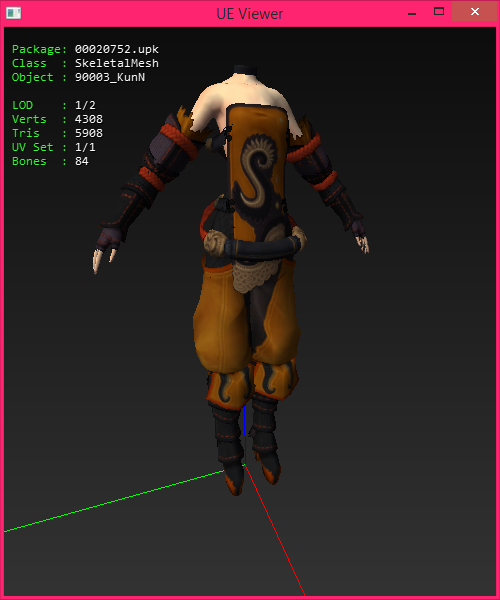 UE Viewer
Package: 00020752.upk
Class  : SkeletalMesh
Object : 90003_KunN
LOD    : 1/2
Verts  : 4308
Tris   : 5908
UV Set : 1/1
Bones  : 84